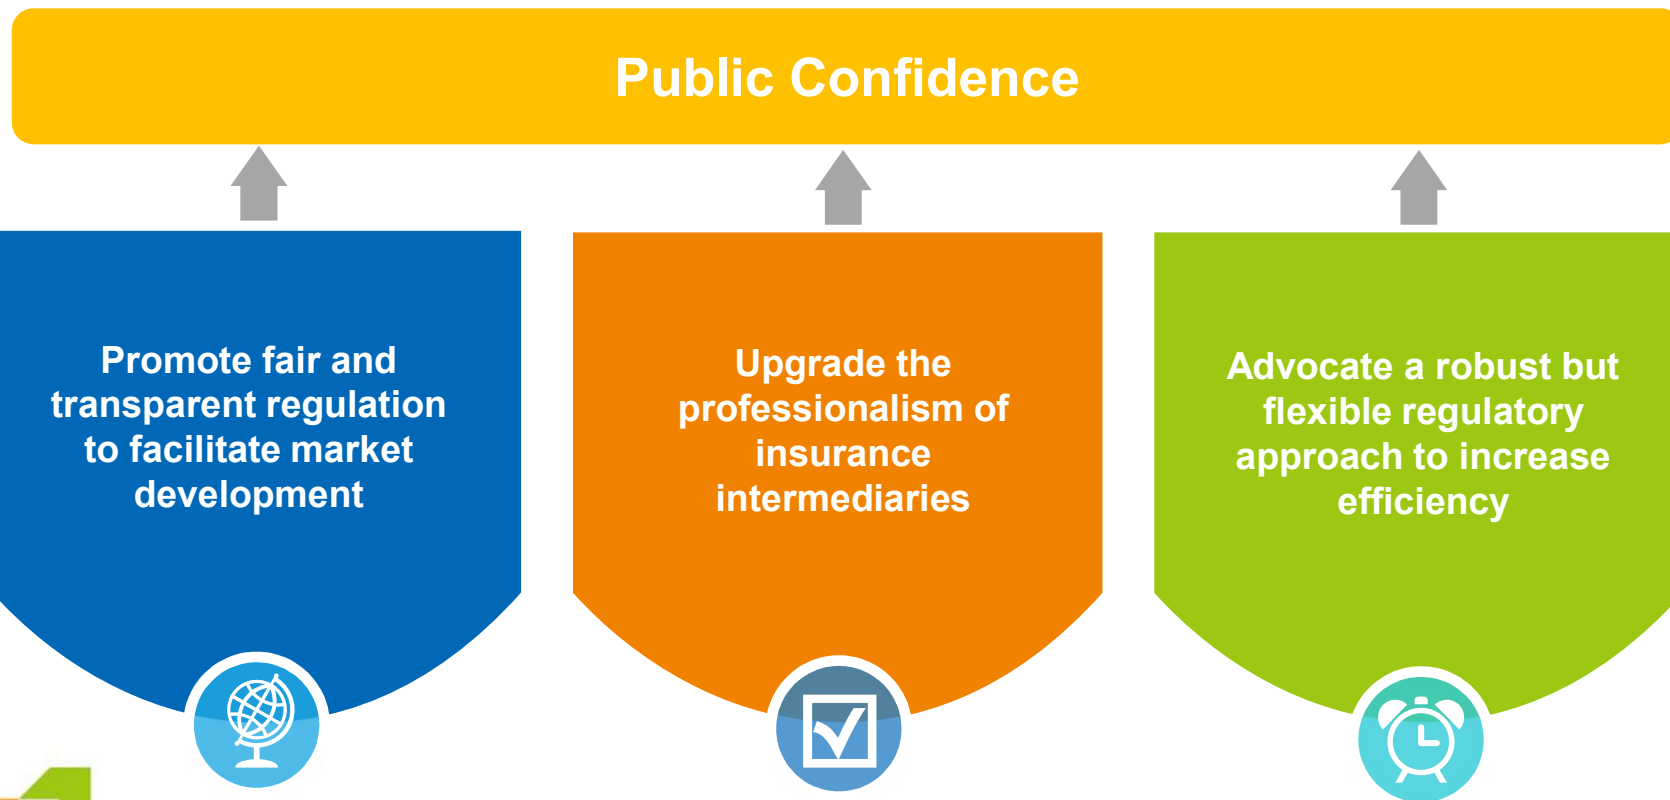 Public Confidence
Promote fair and
transparent regulation
to facilitate market
development
Upgrade the
professionalism of
insurance
intermediaries
Advocate a robust but
flexible regulatory
approach to increase
efficiency